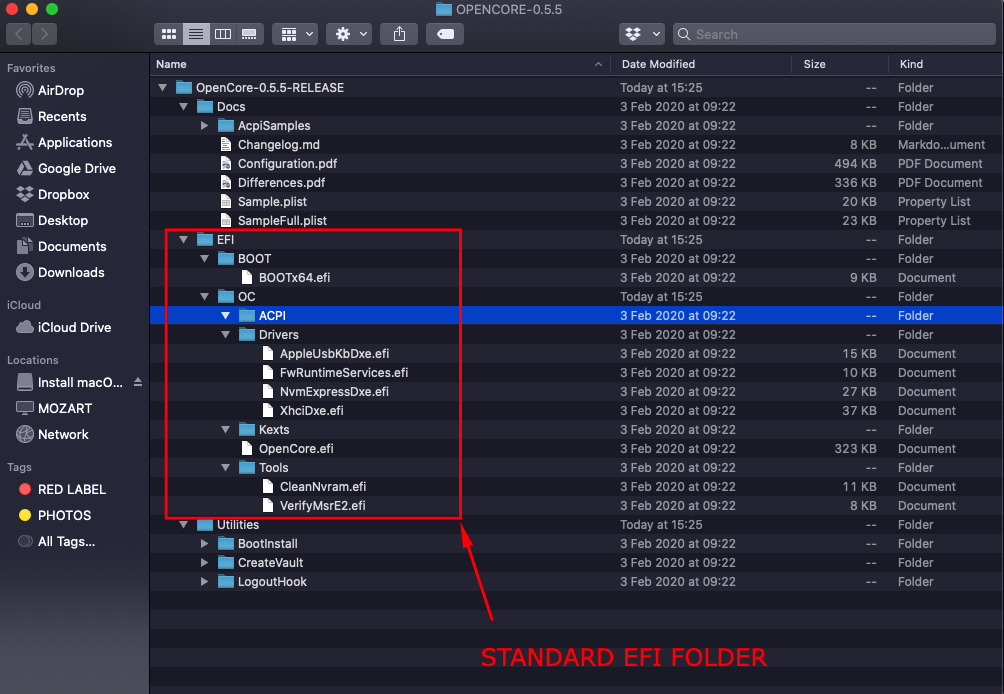 OPENCORE-0.5.5
Search
Favorites
AirDrop
Recents
Applications
Google Drive
Dropbox
Desktop
Documents
Downloads
iCloud
iCloud Drive
Locations
Install macO...
MOZART
Network
Tags
RED LABEL
PHOTOS
All Tags...
Name Date Modified Size Kind
OpenCore-0.5.5-RELEASE Today at 15:25 -- Folder
Docs 3 Feb 2020 at 09:22 -- Folder
AcpiSamples 3 Feb 2020 at 09:22 -- Folder
Changelog.md 3 Feb 2020 at 09:22 8 KB Markdo...ument
Configuration.pdf 3 Feb 2020 at 09:22 494 KB PDF Document
Differences.pdf 3 Feb 2020 at 09:22 336 KB PDF Document
Sample.plist 3 Feb 2020 at 09:22 20 KB Property List
SampleFull.plist 3 Feb 2020 at 09:22 23 KB Property List
EFI Today at 15:25 -- Folder
BOOT 3 Feb 2020 at 09:22 -- Folder
BOOTx64.efi 3 Feb 2020 at 09:22 9 KB Document
OC Today at 15:25 -- Folder
ACPI 3 Feb 2020 at 09:22 -- Folder
Drivers 3 Feb 2020 at 09:22 -- Folder
AppleUsbKbDxe.efi 3 Feb 2020 at 09:22 15 KB Document
FwRuntimeServices.efi 3 Feb 2020 at 09:22 10 KB Document
NvmExpressDxe.efi 3 Feb 2020 at 09:22 27 KB Document
XhciDxe.efi 3 Feb 2020 at 09:22 37 KB Document
Kexts 3 Feb 2020 at 09:22 -- Folder
OpenCore.efi 3 Feb 2020 at 09:22 323 KB Document
Tools 3 Feb 2020 at 09:22 -- Folder
CleanNvram.efi 3 Feb 2020 at 09:22 11 KB Document
VerifyMsrE2.efi 3 Feb 2020 at 09:22 8 KB Document
Utilities Today at 15:25 -- Folder
BootInstall 3 Feb 2020 at 09:22 -- Folder
CreateVault 3 Feb 2020 at 09:22 -- Folder
LogoutHook 3 Feb 2020 at 09:22 -- Folder
STANDARD EFI FOLDER